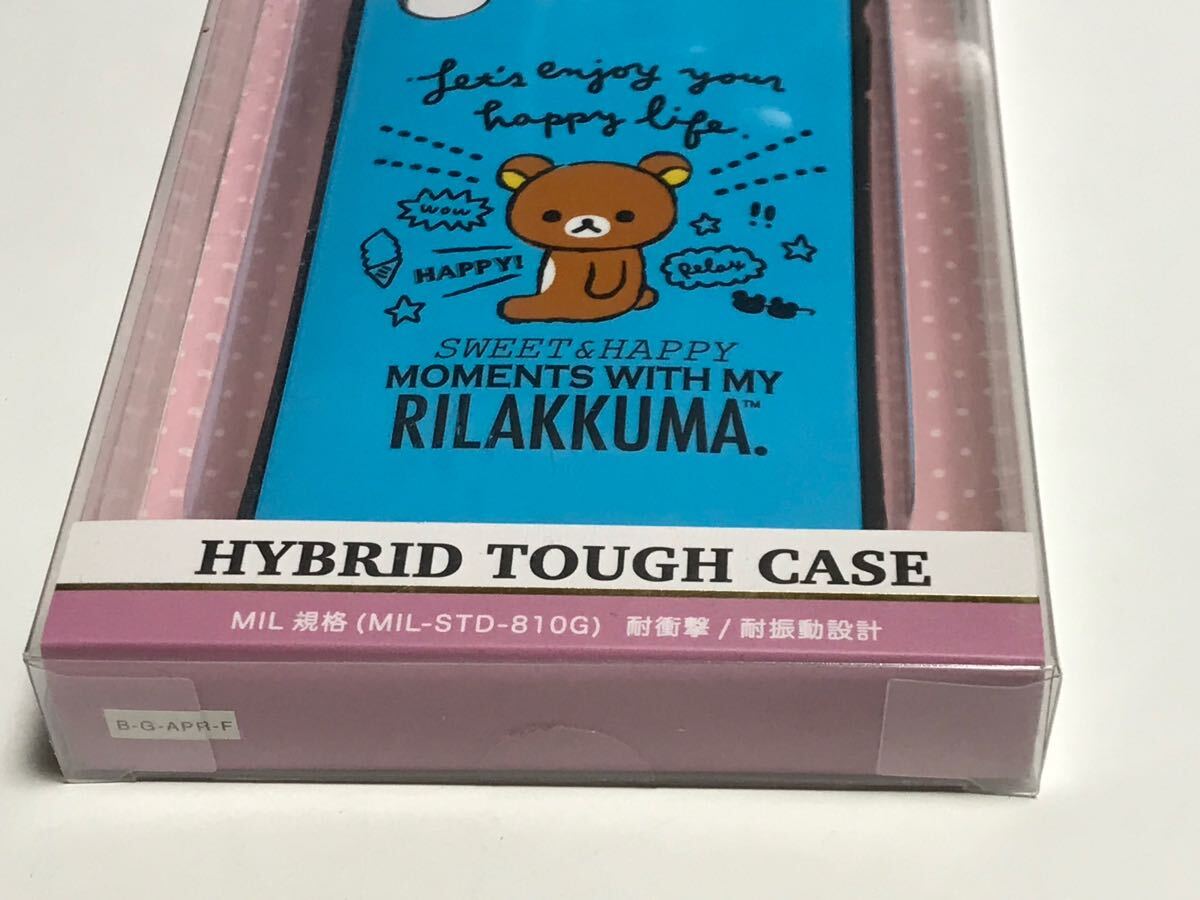 Let's enjoy your
happy life.
wow
!!
HAPPY!
Relax
SWEET & HAPPY
MOMENTS WITH MY
RILAKKUMA™.
HYBRID TOUGH CASE
MIL 規格 (MIL-STD-810G) 耐衝撃 / 耐振動設計
B-G-APR-F